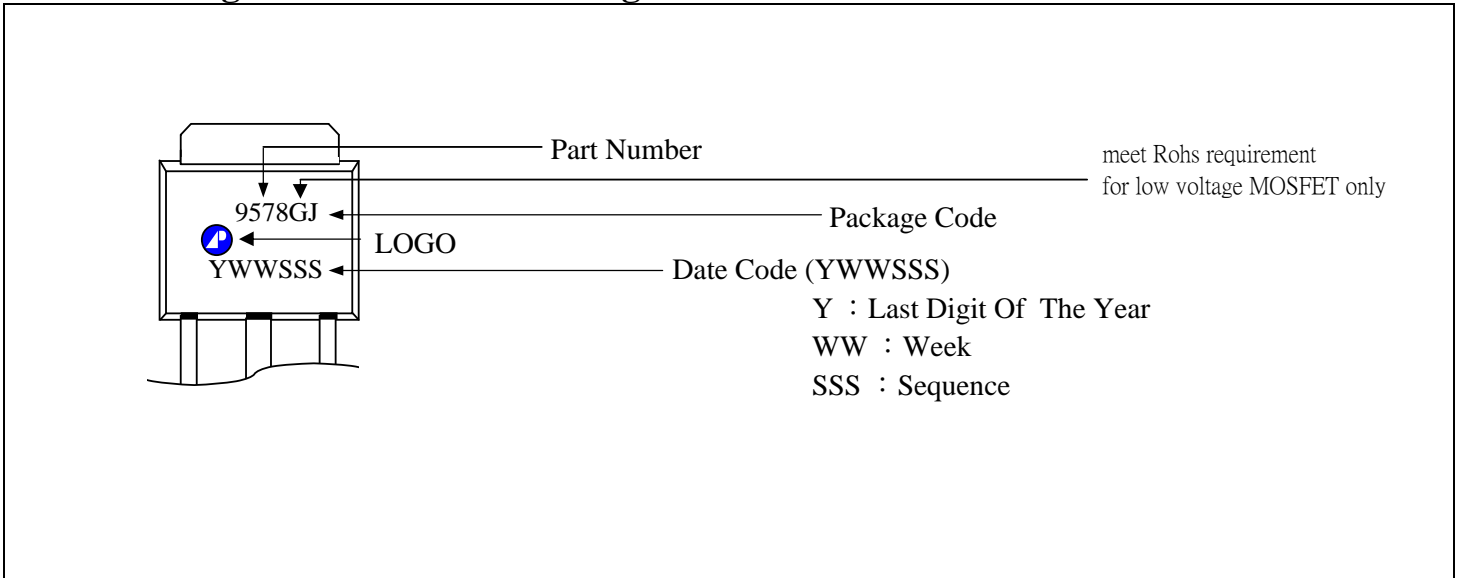 Part Number
meet Rohs requirement
for low voltage MOSFET only
9578GJ
Package Code
LOGO
YWWSSS
Date Code (YWWSSS)
Y ：Last Digit Of The Year
WW ：Week
SSS ：Sequence